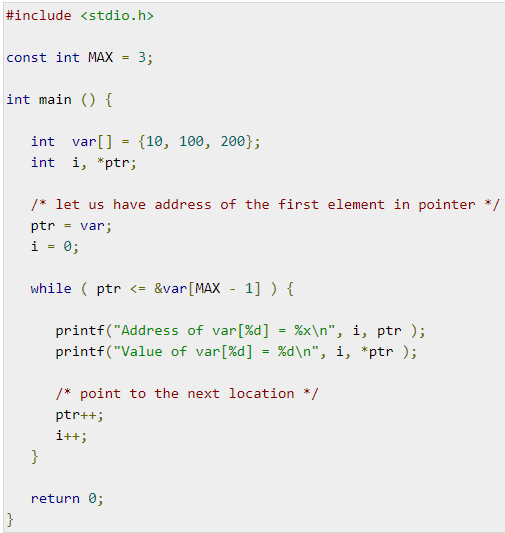 #include <stdio.h>
const int MAX = 3;
int main () {
int  var[] = {10, 100, 200};
int  i, *ptr;
/* let us have address of the first element in pointer */
ptr = var;
i = 0;
while ( ptr <= &var[MAX - 1] ) {
printf("Address of var[%d] = %x\n", i, ptr );
printf("Value of var[%d] = %d\n", i, *ptr );
/* point to the next location */
ptr++;
i++;
}
return 0;
}